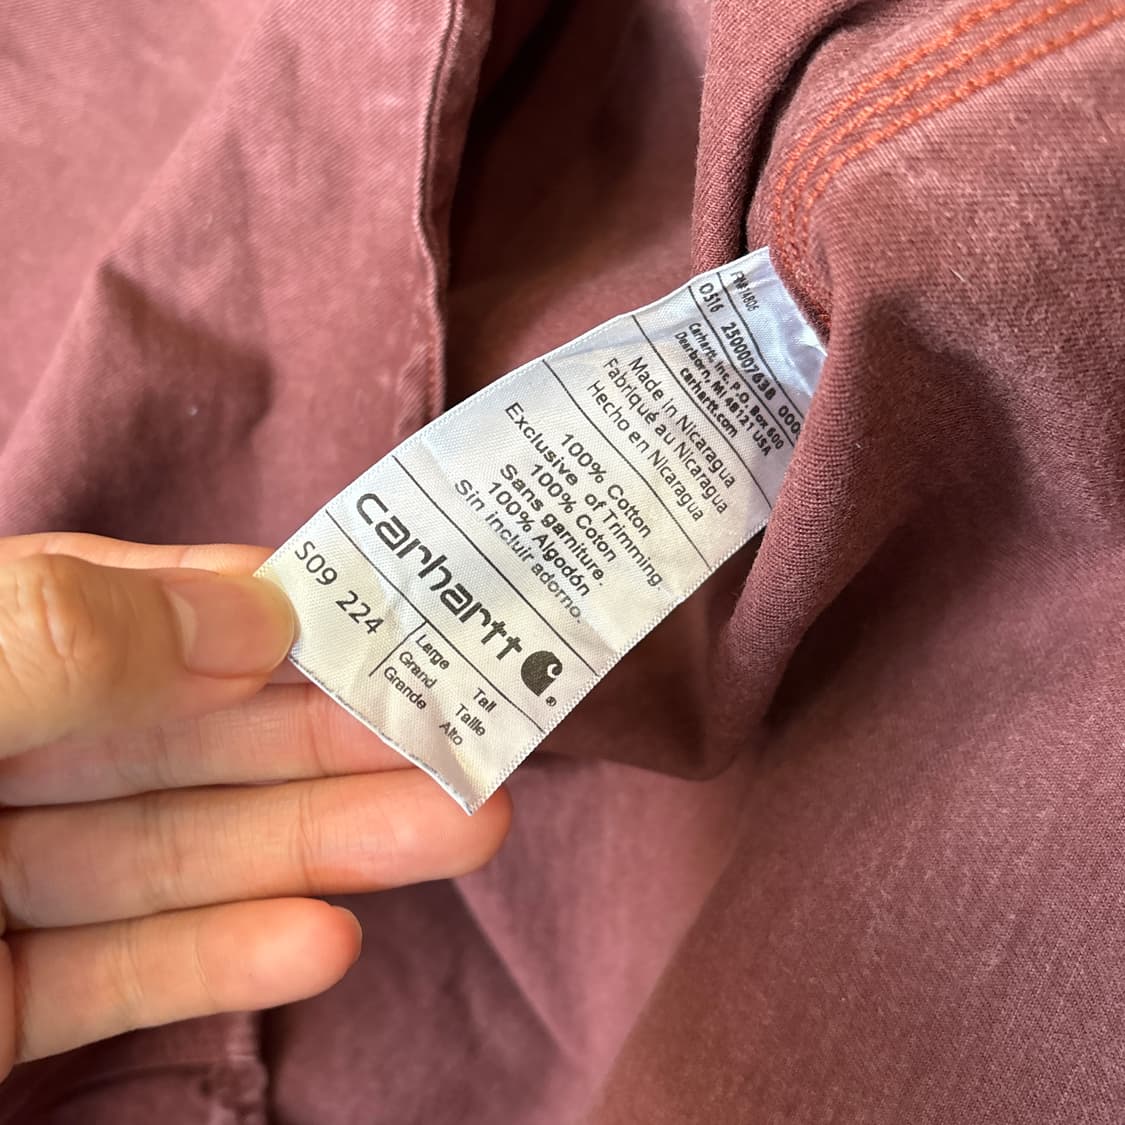 RN# 14806
0516 2500007638 000
Carhartt, Inc. P.O. Box 600
Dearborn, MI 48121 USA
carhartt.com
Made in Nicaragua
Fabriqué au Nicaragua
Hecho en Nicaragua
100% Cotton
Exclusive of Trimming.
100% Coton
Sans garniture.
100% Algodón
Sin incluir adorno.
carhartt
S09 224
Large Tall
Grand Taille
Grande Alto